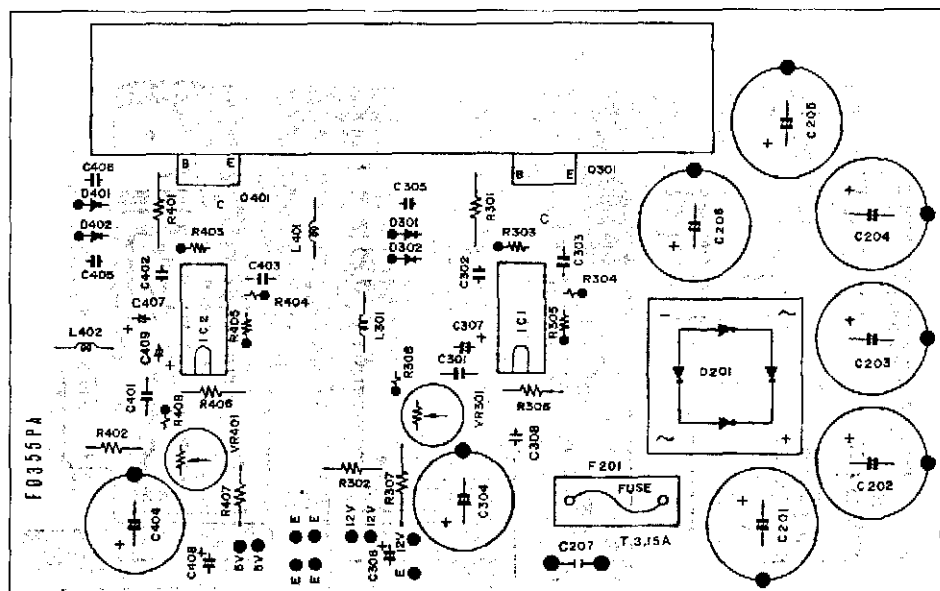 C205
C406
B E
Q401
B E
Q301
D401
R401
C
C305
R301
C
C206
C204
D402
L401
D301
R403
D302
R303
C303
C405
C402
C403
C302
R304
R404
C407
IC2
R405
L301
C307
IC1
R305
- ~
L402
C409
C301
D201
C203
R308
C401
R406
R306
R408
VR301
R402
VR401
C308
~ +
F0355PA
R302
R307
F201
C202
R407
C304
FUSE
C201
C404
E E 12V 12V
12V
T.3.15A
C408
5V 5V
E E
C308
E
C207